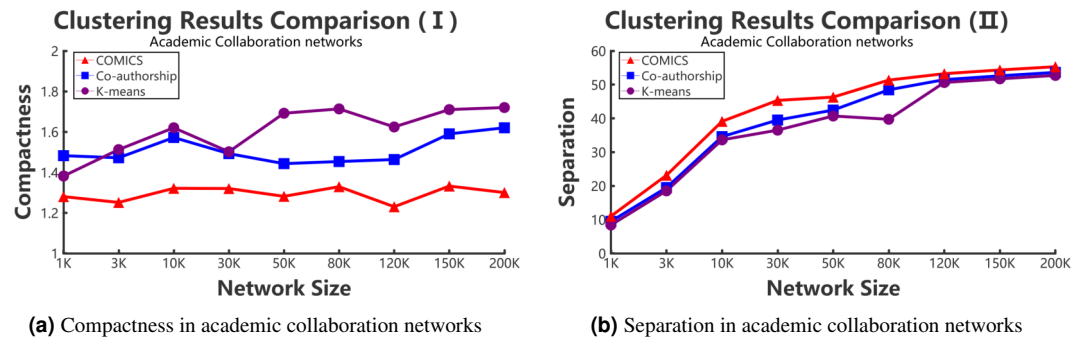 Clustering Results Comparison (Ⅰ)
Academic Collaboration networks
2
1.8
1.6
1.4
1.2
1
COMICS
Co-authorship
K-means
Compactness
1K 3K 10K 30K 50K 80K 120K 150K 200K
Network Size
(a) Compactness in academic collaboration networks
Clustering Results Comparison (Ⅱ)
Academic Collaboration networks
60
50
40
30
20
10
0
COMICS
Co-authorship
K-means
Separation
1K 3K 10K 30K 50K 80K 120K 150K 200K
Network Size
(b) Separation in academic collaboration networks